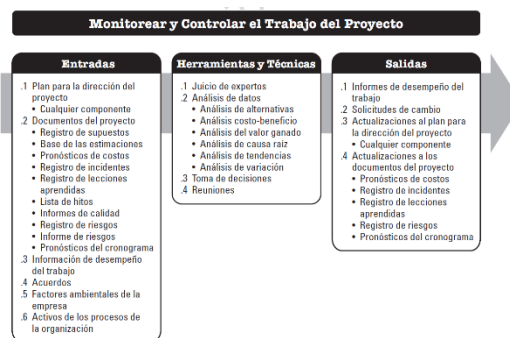 Monitorear y Controlar el Trabajo del Proyecto
Entradas
.1 Plan para la dirección del
proyecto
• Cualquier componente
.2 Documentos del proyecto
• Registro de supuestos
• Base de las estimaciones
• Pronósticos de costos
• Registro de incidentes
• Registro de lecciones
aprendidas
• Lista de hitos
• Informes de calidad
• Registro de riesgos
• Informe de riesgos
• Pronósticos del cronograma
.3 Información de desempeño
del trabajo
.4 Acuerdos
.5 Factores ambientales de la
empresa
.6 Activos de los procesos de
la organización
Herramientas y Técnicas
.1 Juicio de expertos
.2 Análisis de datos
• Análisis de alternativas
• Análisis costo-beneficio
• Análisis del valor ganado
• Análisis de causa raíz
• Análisis de tendencias
• Análisis de variación
.3 Toma de decisiones
.4 Reuniones
Salidas
.1 Informes de desempeño del
trabajo
.2 Solicitudes de cambio
.3 Actualizaciones al plan para
la dirección del proyecto
• Cualquier componente
.4 Actualizaciones a los
documentos del proyecto
• Pronósticos de costos
• Registro de incidentes
• Registro de lecciones
aprendidas
• Registro de riesgos
• Pronósticos del cronograma